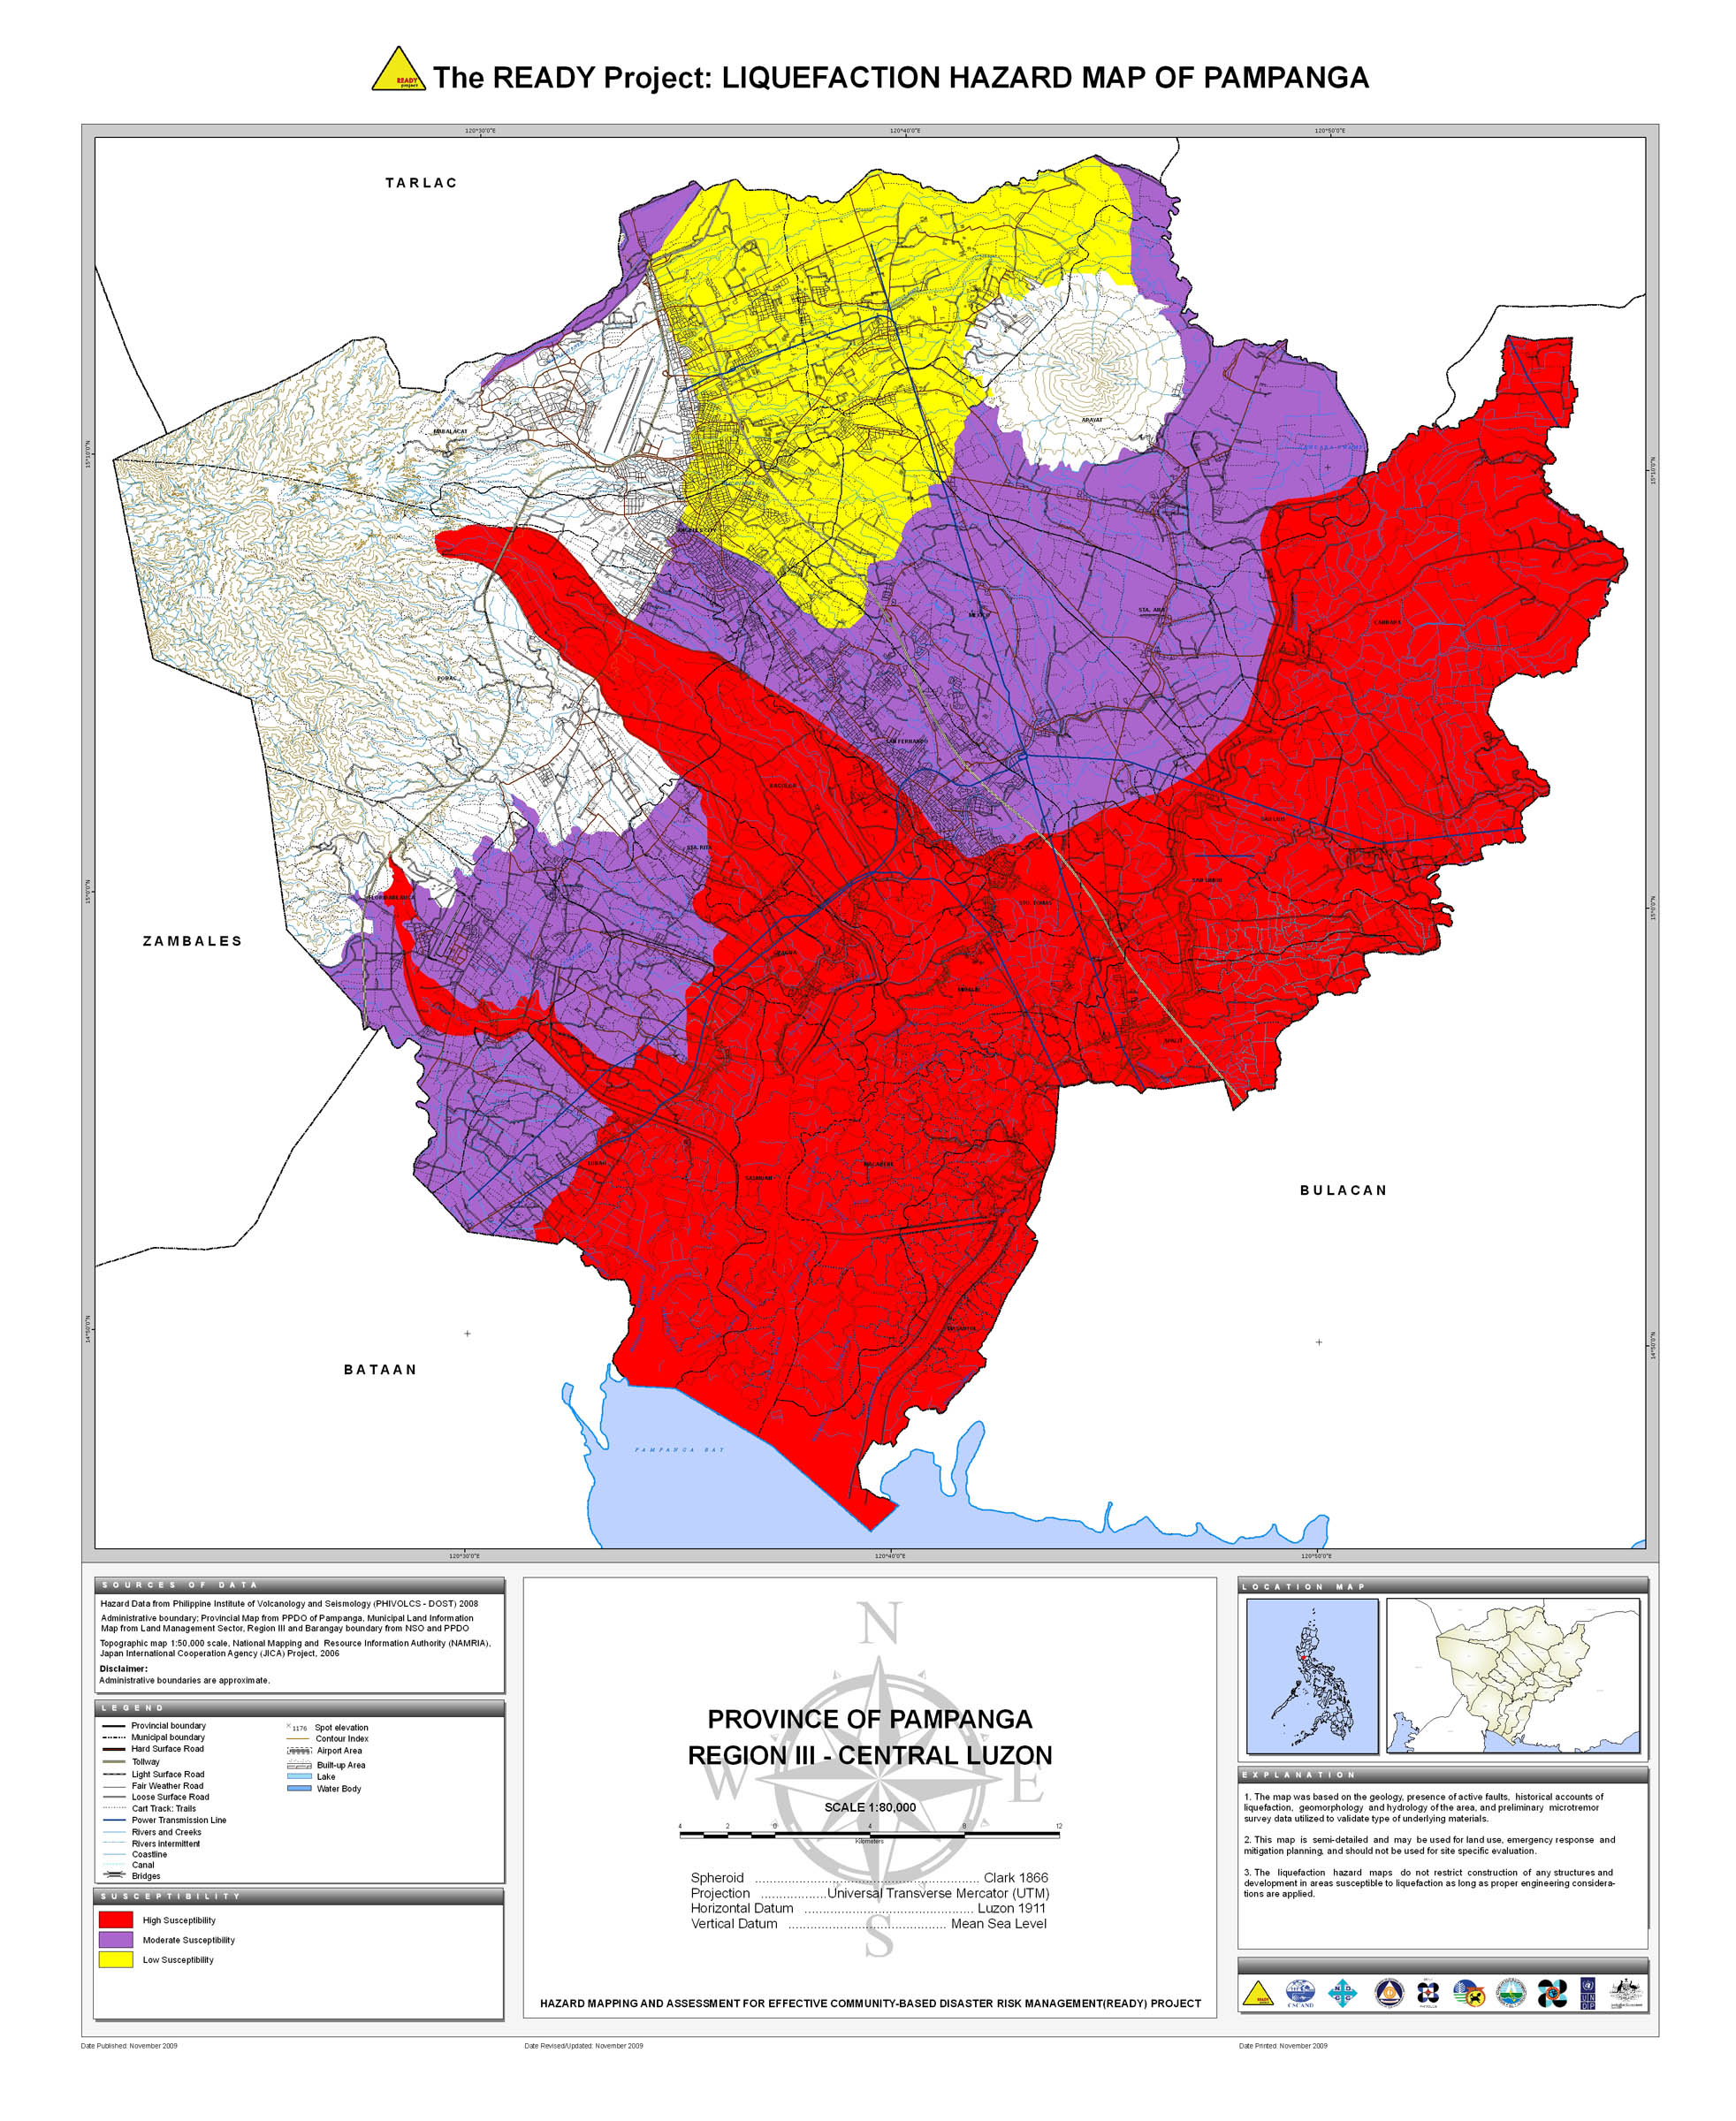 The READY Project: LIQUEFACTION HAZARD MAP OF PAMPANGA
READY
project
120°30'0"E
120°40'0"E
120°50'0"E
TARLAC
15°10'0"N
15°10'0"N
MABALACAT
ARAYAT
ANGELES CITY
MEXICO
STA. ANA
CANDABA
PORAC
SAN FERNANDO
BACOLOR
SAN LUIS
STA. RITA
SAN SIMON
STO. TOMAS
FLORIDABLANCA
15°0'0"N
15°0'0"N
ZAMBALES
GUAGUA
MINALIN
APALIT
LUBAO
SASMUAN
MACABEBE
BULACAN
MASANTOL
14°50'0"N
14°50'0"N
BATAAN
PAMPANGA BAY
120°30'0"E
120°40'0"E
120°50'0"E
SOURCES OF DATA
Hazard Data from Philippine Institute of Volcanology and Seismology (PHIVOLCS - DOST) 2008
Administrative boundary; Provincial Map from PPDO of Pampanga, Municipal Land Information
Map from Land Management Sector, Region III and Barangay boundary from NSO and PPDO
Topographic map 1:50,000 scale, National Mapping and Resource Information Authority (NAMRIA),
Japan International Cooperation Agency (JICA) Project, 2006
Disclaimer:
Administrative boundaries are approximate.
LEGEND
Provincial boundary
Municipal boundary
Hard Surface Road
Tollway
Light Surface Road
Fair Weather Road
Loose Surface Road
Cart Track: Trails
Power Transmission Line
Rivers and Creeks
Rivers intermittent
Coastline
Canal
Bridges
1176 Spot elevation
Contour Index
Airport Area
Built-up Area
Lake
Water Body
SUSCEPTIBILITY
High Susceptibility
Moderate Susceptibility
Low Susceptibility
N
W
E
S
PROVINCE OF PAMPANGA
REGION III - CENTRAL LUZON
SCALE 1:80,000
4 2 0 4 8 12
Kilometers
Spheroid ........................................................ Clark 1866
Projection .................Universal Transverse Mercator (UTM)
Horizontal Datum .......................................... Luzon 1911
Vertical Datum ....................................... Mean Sea Level
HAZARD MAPPING AND ASSESSMENT FOR EFFECTIVE COMMUNITY-BASED DISASTER RISK MANAGEMENT(READY) PROJECT
LOCATION MAP
EXPLANATION
1. The map was based on the geology, presence of active faults, historical accounts of
liquefaction, geomorphology and hydrology of the area, and preliminary microtremor
survey data utilized to validate type of underlying materials.
2. This map is semi-detailed and may be used for land use, emergency response and
mitigation planning, and should not be used for site specific evaluation.
3. The liquefaction hazard maps do not restrict construction of any structures and
development in areas susceptible to liquefaction as long as proper engineering considera-
tions are applied.
Date Published: November 2009
Date Revised/Updated: November 2009
Date Printed: November 2009